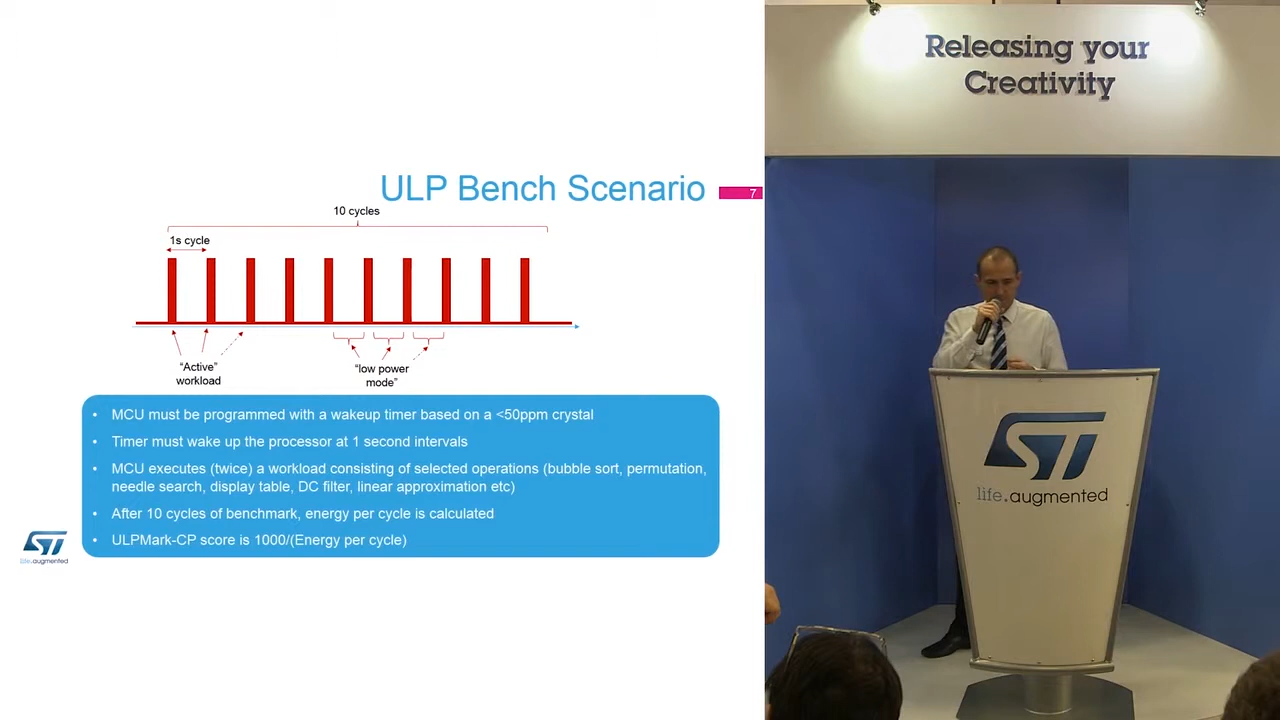 ULP Bench Scenario
7
10 cycles
1s cycle
“Active”
workload
“low power
mode”
• MCU must be programmed with a wakeup timer based on a <50ppm crystal
• Timer must wake up the processor at 1 second intervals
• MCU executes (twice) a workload consisting of selected operations (bubble sort, permutation,
needle search, display table, DC filter, linear approximation etc)
• After 10 cycles of benchmark, energy per cycle is calculated
• ULPMark-CP score is 1000/(Energy per cycle)
ST
life.augmented
Releasing your
Creativity
ST
life.augmented